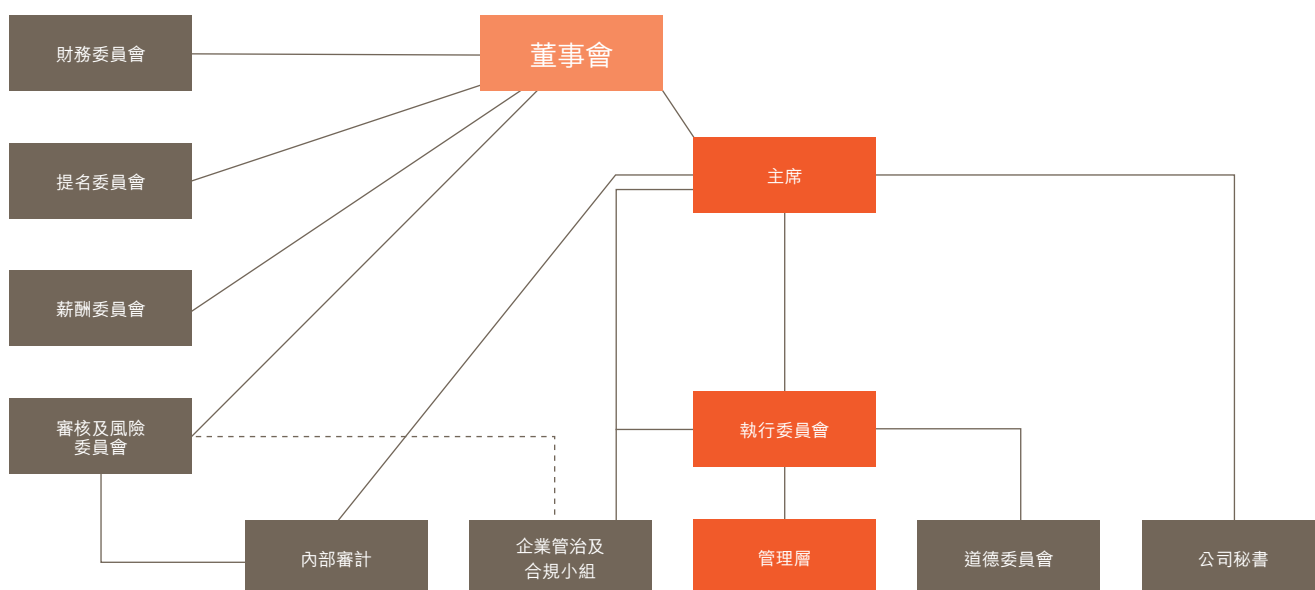 財務委員會
董事會
提名委員會
主席
薪酬委員會
審核及風險
委員會
執行委員會
內部審計
企業管治及
合規小組
管理層
道德委員會
公司秘書